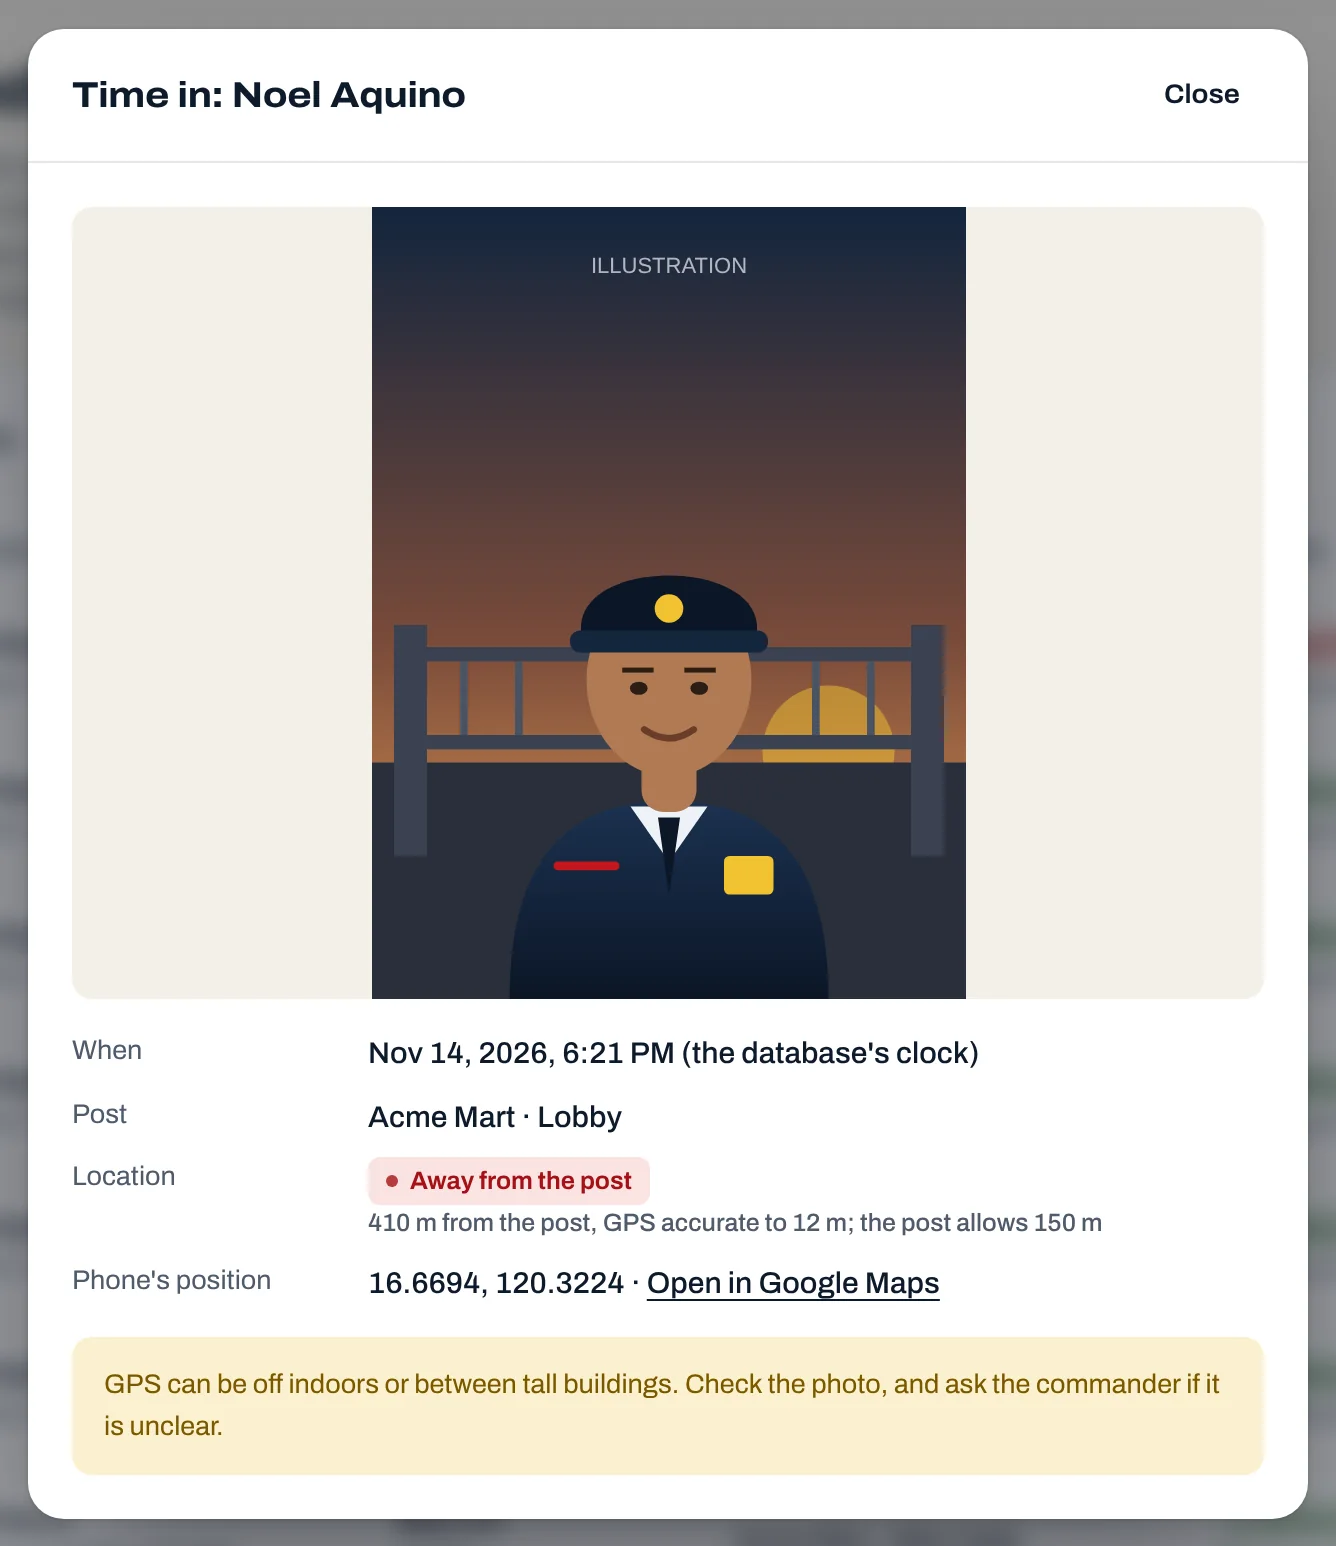 Time in: Noel Aquino
Close
ILLUSTRATION
When
Nov 14, 2026, 6:21 PM (the database's clock)
Post
Acme Mart · Lobby
Location
Away from the post
410 m from the post, GPS accurate to 12 m; the post allows 150 m
Phone's position
16.6694, 120.3224 · Open in Google Maps
GPS can be off indoors or between tall buildings. Check the photo, and ask the commander if it
is unclear.